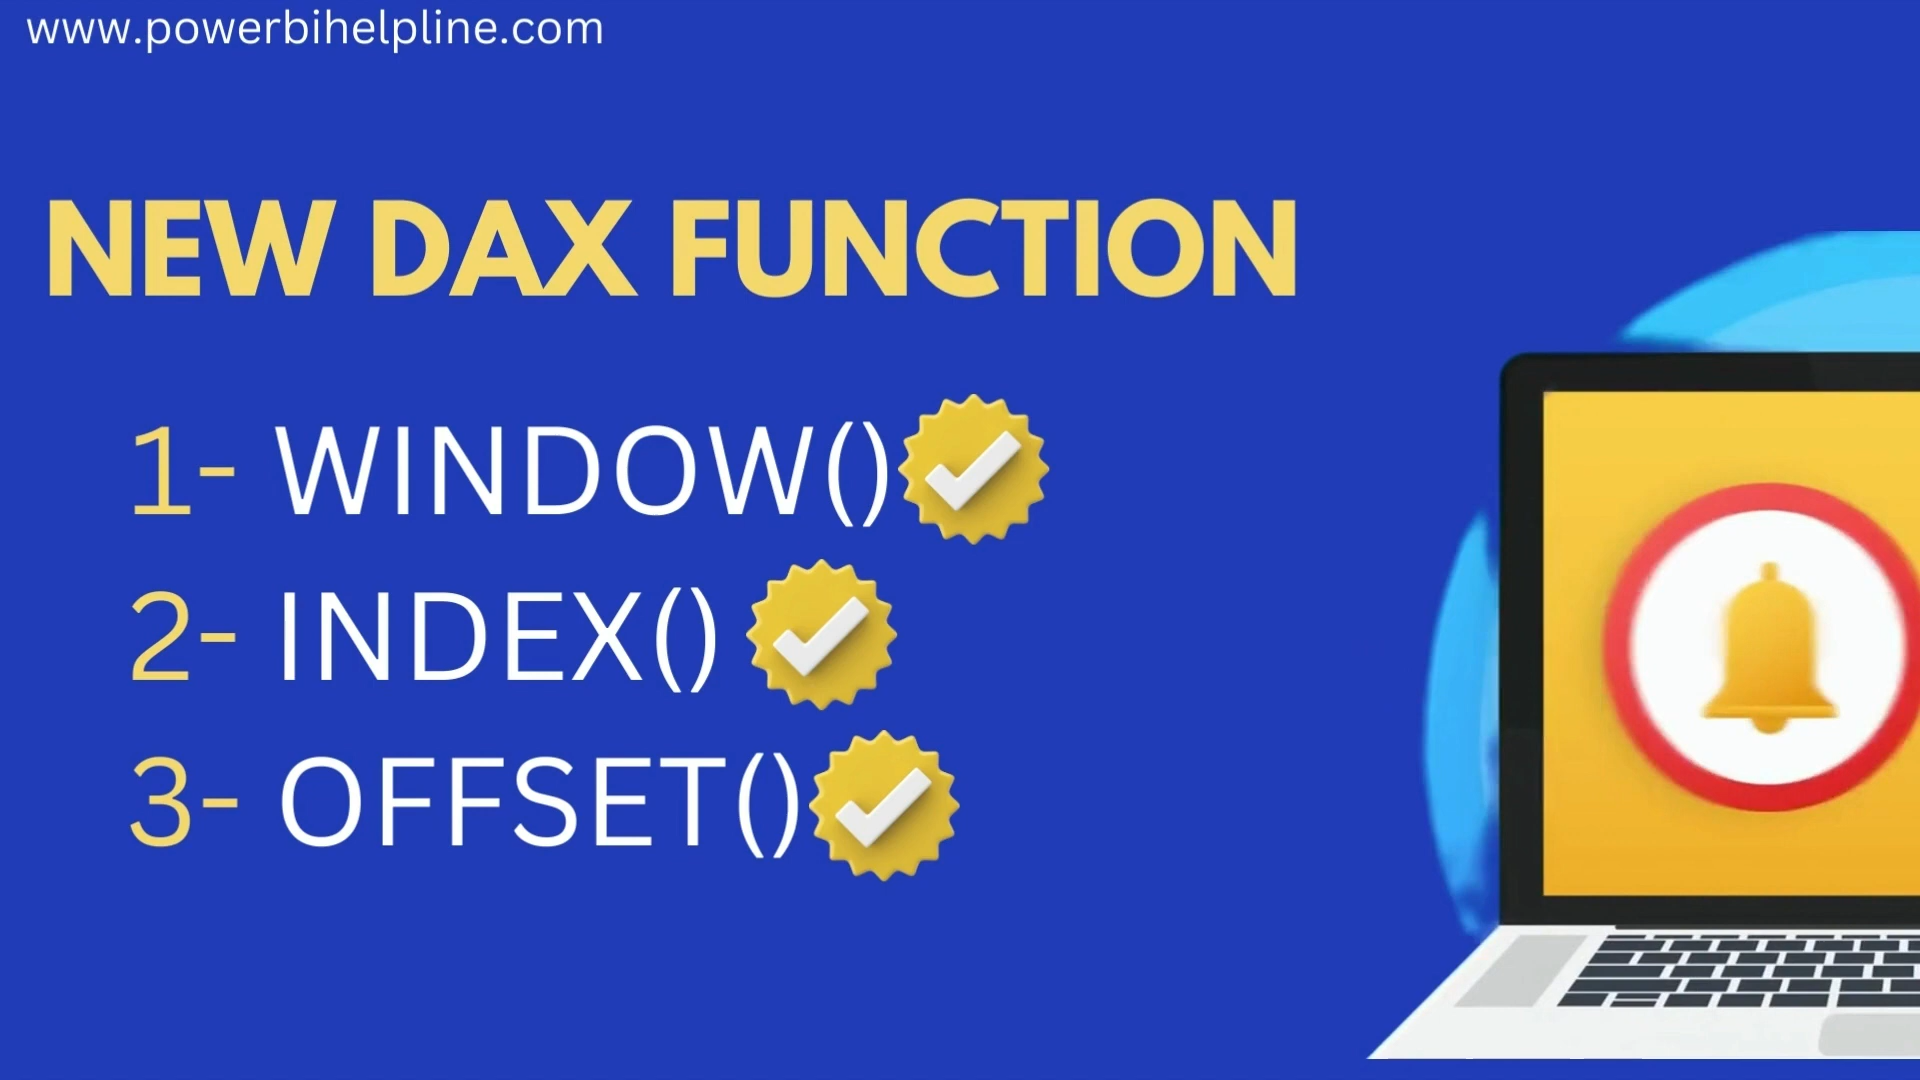 www.powerbihelpline.com
NEW DAX FUNCTION
1- WINDOW()
2- INDEX()
3- OFFSET()